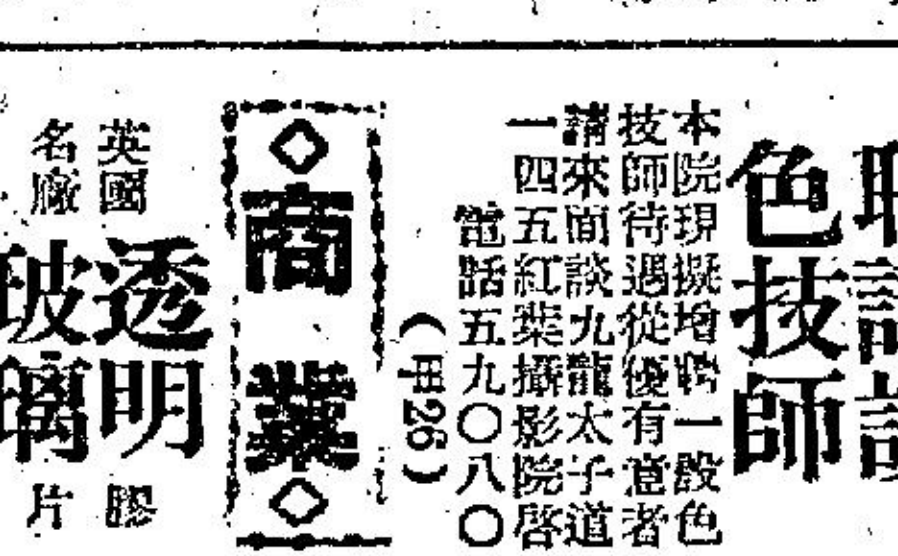 色技師
本院現擬增聘一設色
技師待遇從優有意者
請來面談九龍太子道
一四五紅葉攝影院啓
電話五九〇八〇
(甲26)
◇商業◇
英國透明膠
名廠玻璃片